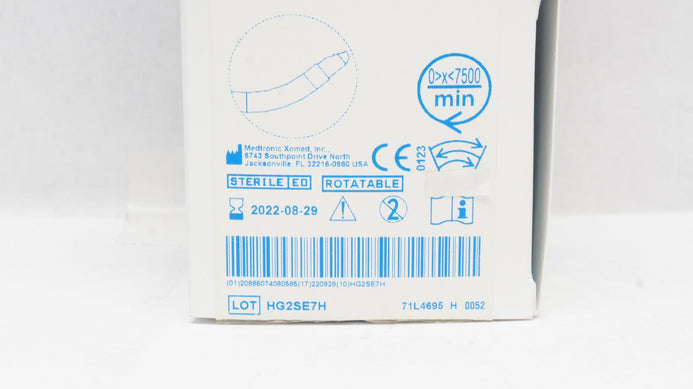 0>x<7500
min
Medtronic Xomed, Inc.,
6743 Southpoint Drive North
Jacksonville, FL 32216-0980 USA
CE 0123
STERILE EO ROTATABLE
2022-08-29
2
i
(01)20885074080585(17)220829(10)HG2SE7H
LOT HG2SE7H 71L4695 H 0052